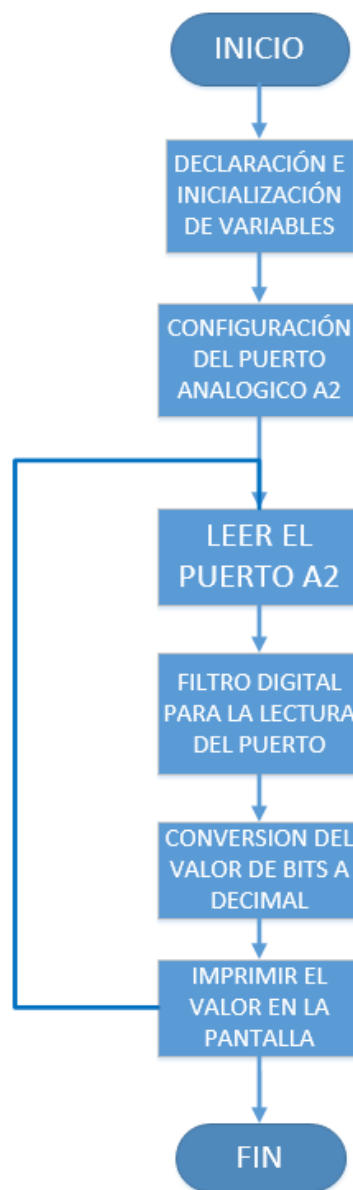 INICIO
DECLARACIÓN E
INICIALIZACIÓN
DE VARIABLES
CONFIGURACIÓN
DEL PUERTO
ANALOGICO A2
LEER EL
PUERTO A2
FILTRO DIGITAL
PARA LA LECTURA
DEL PUERTO
CONVERSION DEL
VALOR DE BITS A
DECIMAL
IMPRIMIR EL
VALOR EN LA
PANTALLA
FIN